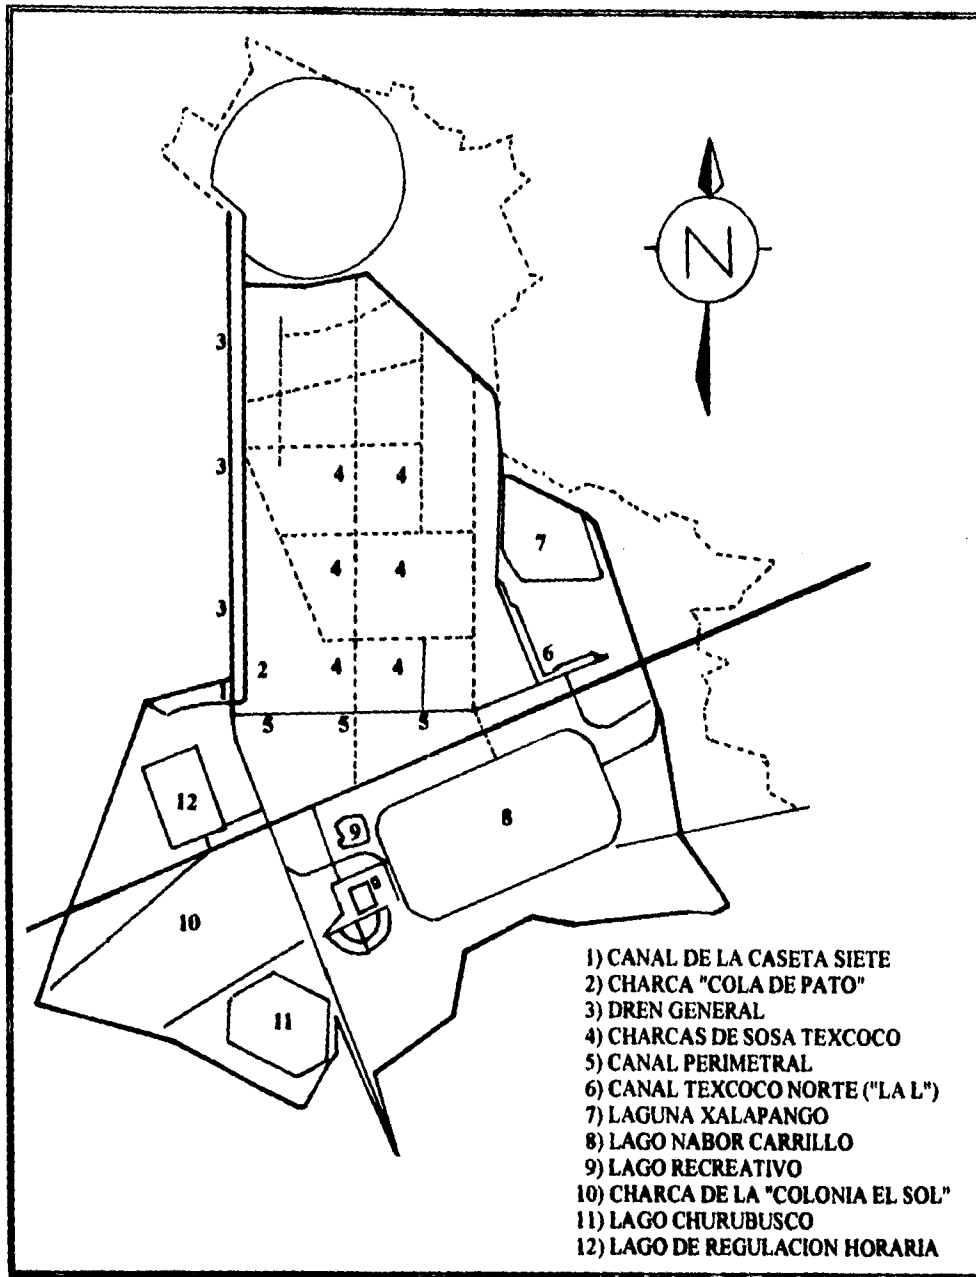 N
3
3
4 4
7
4 4
3
6
2 4 4
1
5 5 5
12
8
9
9
10
11
1) CANAL DE LA CASETA SIETE
2) CHARCA "COLA DE PATO"
3) DREN GENERAL
4) CHARCAS DE SOSA TEXCOCO
5) CANAL PERIMETRAL
6) CANAL TEXCOCO NORTE ("LA L")
7) LAGUNA XALAPANGO
8) LAGO NABOR CARRILLO
9) LAGO RECREATIVO
10) CHARCA DE LA "COLONIA EL SOL"
11) LAGO CHURUBUSCO
12) LAGO DE REGULACION HORARIA